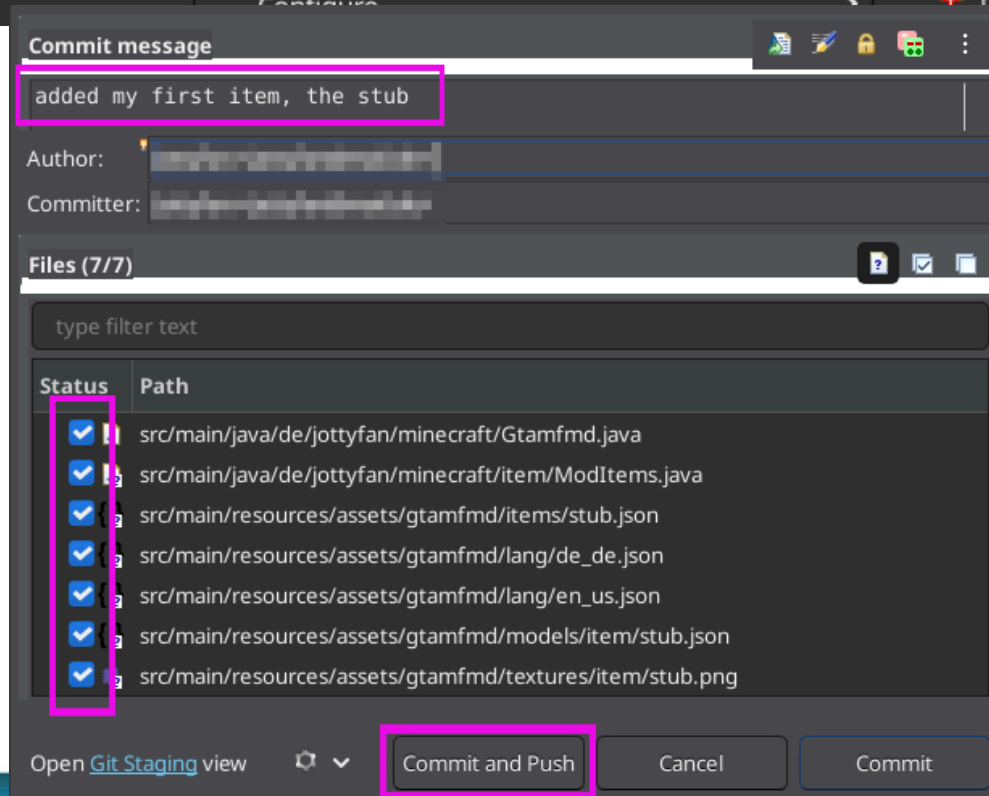 Configure
Commit message
added my first item, the stub
Author:
Committer:
Files (7/7)
type filter text
Status Path
src/main/java/de/jottyfan/minecraft/Gtamfmd.java
src/main/java/de/jottyfan/minecraft/item/ModItems.java
src/main/resources/assets/gtamfmd/items/stub.json
src/main/resources/assets/gtamfmd/lang/de_de.json
src/main/resources/assets/gtamfmd/lang/en_us.json
src/main/resources/assets/gtamfmd/models/item/stub.json
src/main/resources/assets/gtamfmd/textures/item/stub.png
Open Git Staging view Commit and Push Cancel Commit